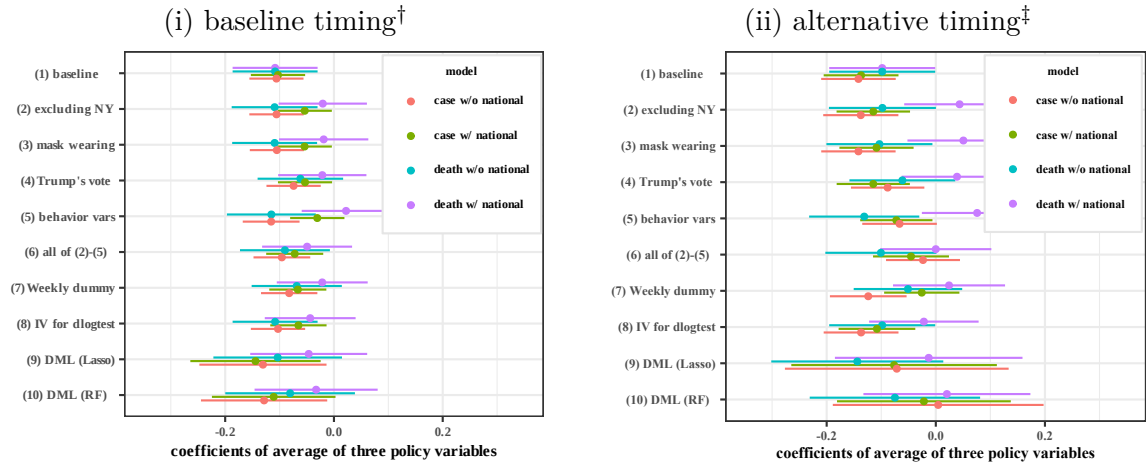 (i) baseline timing†
(1) baseline
(2) excluding NY
(3) mask wearing
(4) Trump's vote
(5) behavior vars
(6) all of (2)-(5)
(7) Weekly dummy
(8) IV for dlogtest
(9) DML (Lasso)
(10) DML (RF)
model
case w/o national
case w/ national
death w/o national
death w/ national
-0.2 0.0 0.2
coefficients of average of three policy variables
(ii) alternative timing‡
(1) baseline
(2) excluding NY
(3) mask wearing
(4) Trump's vote
(5) behavior vars
(6) all of (2)-(5)
(7) Weekly dummy
(8) IV for dlogtest
(9) DML (Lasso)
(10) DML (RF)
model
case w/o national
case w/ national
death w/o national
death w/ national
-0.2 0.0 0.2
coefficients of average of three policy variables